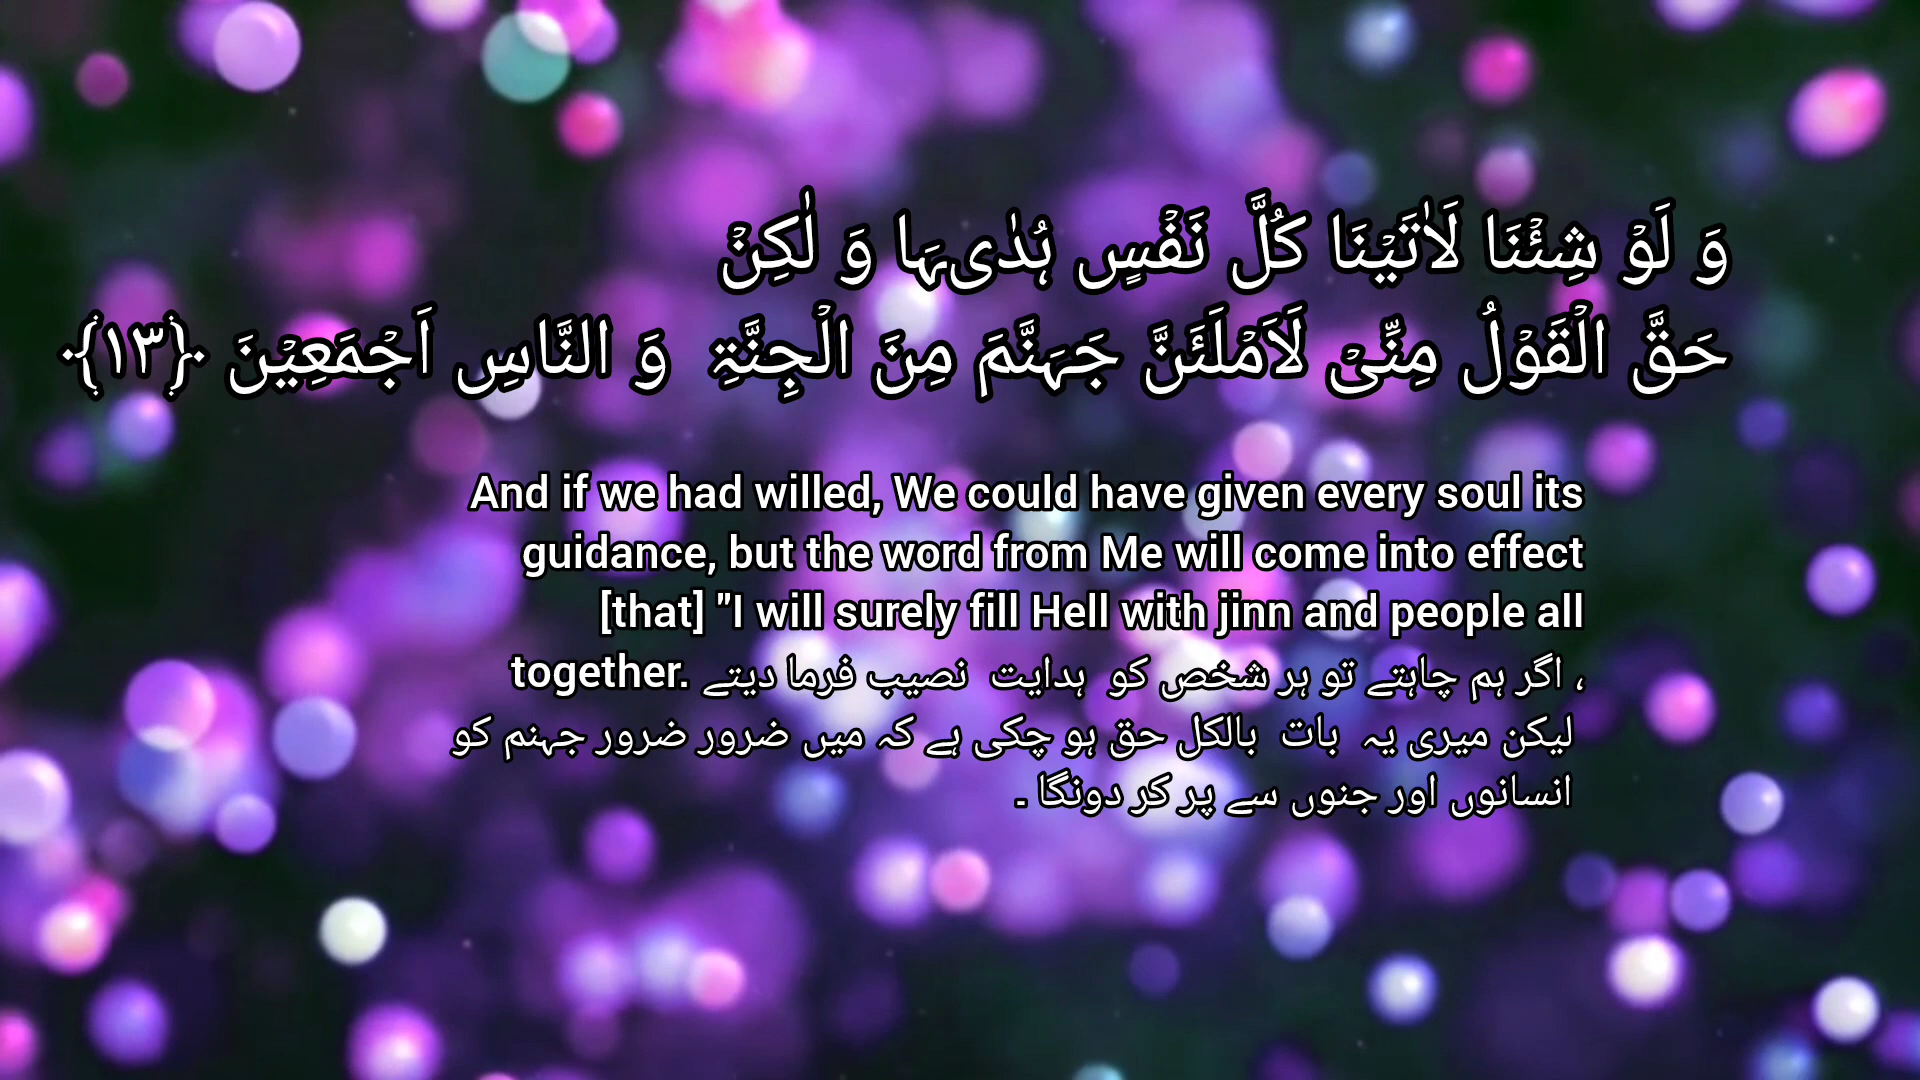 وَ لَوۡ شِئۡنَا لَاٰتَیۡنَا کُلَّ نَفۡسٍ ہُدٰىہَا وَ لٰکِنۡ
حَقَّ الۡقَوۡلُ مِنِّیۡ لَاَمۡلَئَنَّ جَہَنَّمَ مِنَ الۡجِنَّۃِ وَ النَّاسِ اَجۡمَعِیۡنَ ﴿۱۳﴾
And if we had willed, We could have given every soul its
guidance, but the word from Me will come into effect
[that] "I will surely fill Hell with jinn and people all
together. ، اگر ہم چاہتے تو ہر شخص کو ہدایت نصیب فرما دیتے
لیکن میری یہ بات بالکل حق ہو چکی ہے کہ میں ضرور ضرور جہنم کو
انسانوں اور جنوں سے پر کر دونگا ۔